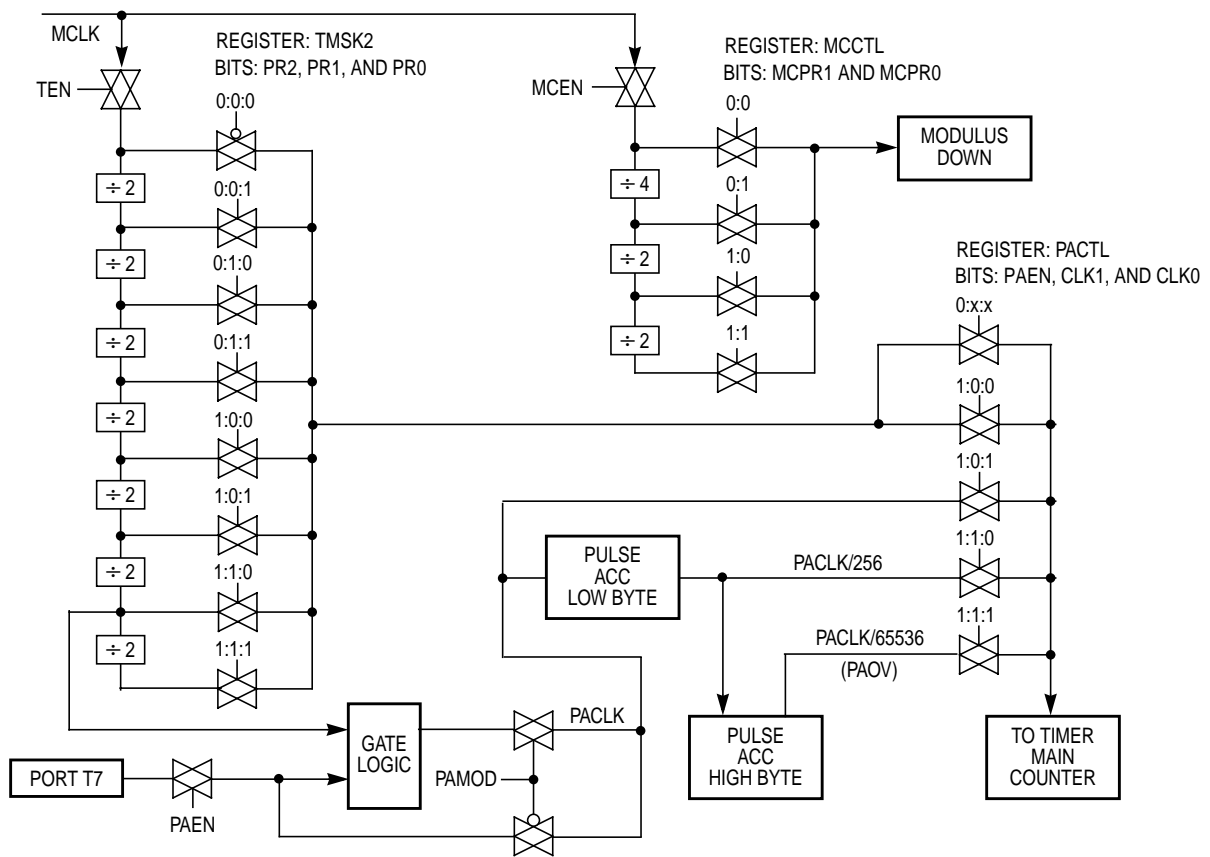 MCLK
REGISTER: TMSK2
BITS: PR2, PR1, AND PR0
TEN
0:0:0
÷ 2
0:0:1
÷ 2
0:1:0
÷ 2
0:1:1
÷ 2
1:0:0
÷ 2
1:0:1
÷ 2
1:1:0
÷ 2
1:1:1
REGISTER: MCCTL
BITS: MCPR1 AND MCPR0
MCEN
0:0
÷ 4
0:1
÷ 2
1:0
÷ 2
1:1
MODULUS
DOWN
REGISTER: PACTL
BITS: PAEN, CLK1, AND CLK0
0:x:x
1:0:0
1:0:1
1:1:0
1:1:1
PULSE
ACC
LOW BYTE
PACLK/256
PACLK/65536
(PAOV)
PORT T7
PAEN
GATE
LOGIC
PACLK
PAMOD
PULSE
ACC
HIGH BYTE
TO TIMER
MAIN
COUNTER